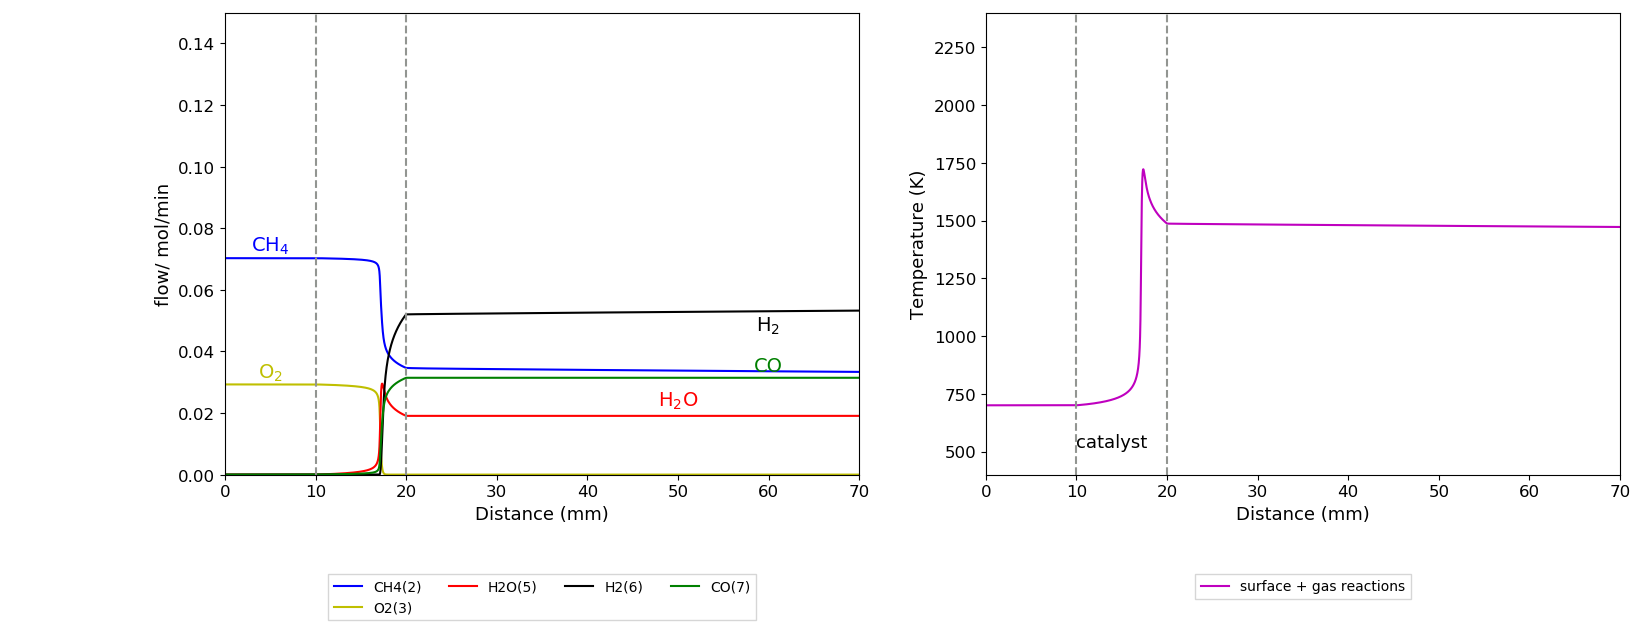 0.14
0.12
0.10
0.08
0.06
0.04
0.02
0.00
flow/ mol/min
CH₄
O₂
H₂
CO
H₂O
0 10 20 30 40 50 60 70
Distance (mm)
CH4(2) H2O(5) H2(6) CO(7)
O2(3)
2250
2000
1750
1500
1250
1000
750
500
Temperature (K)
catalyst
0 10 20 30 40 50 60 70
Distance (mm)
surface + gas reactions